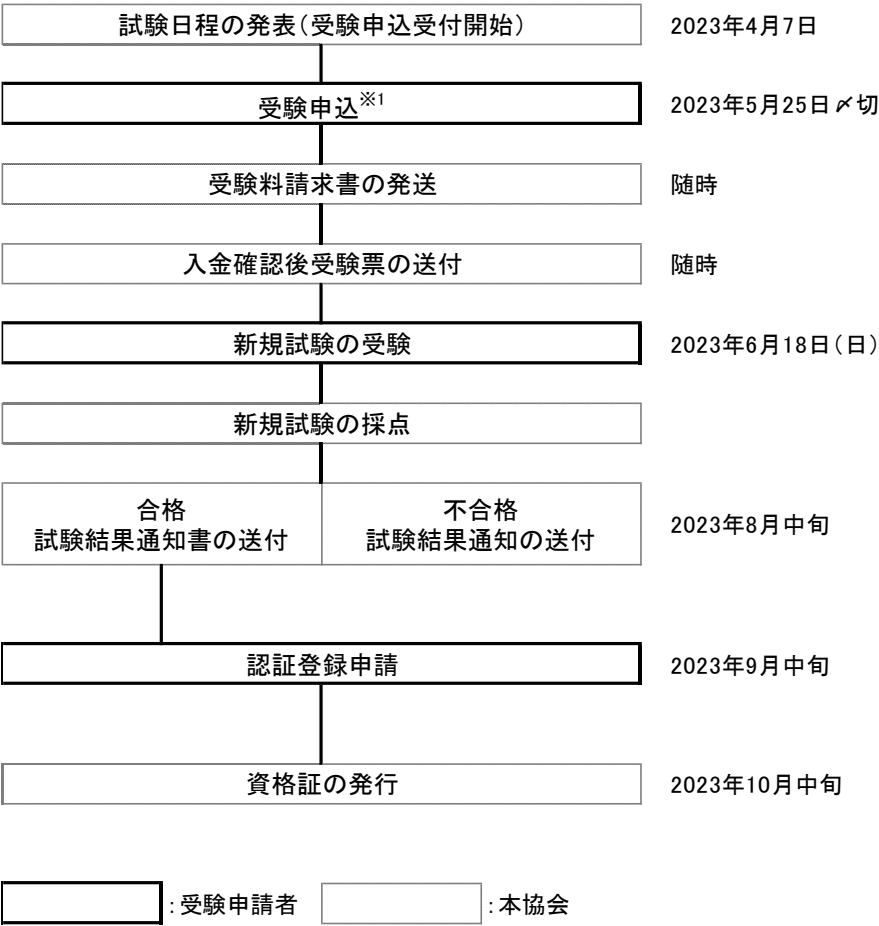 試験日程の発表（受験申込受付開始） 2023年4月7日
受験申込※1 2023年5月25日〆切
受験料請求書の発送 随時
入金確認後受験票の送付 随時
新規試験の受験 2023年6月18日（日）
新規試験の採点
合格
試験結果通知書の送付
不合格
試験結果通知の送付
2023年8月中旬
認証登録申請 2023年9月中旬
資格証の発行 2023年10月中旬
：受験申請者 ：本協会